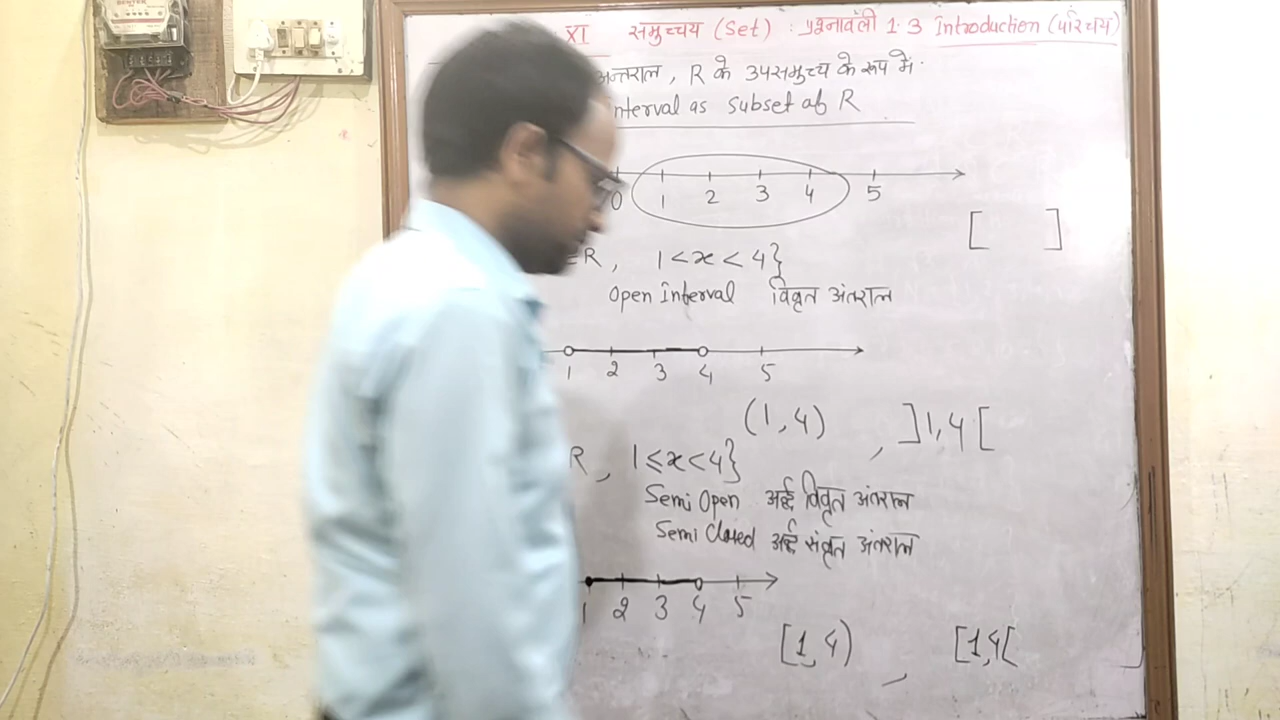 XI समुच्चय (Set) : प्रश्नावली 1.3 Introduction (परिचय)
अन्तराल, R के उपसमुच्य के रूप में
interval as subset of R
0 1 2 3 4 5
[ ]
R, 1 < x < 4}
Open Interval विवृत अंतराल
1 2 3 4 5
(1,4) , ]1,4[
R, 1 ≤ x < 4}
Semi Open अर्द्ध विवृत अंतराल
Semi Closed अर्द्ध संवृत अंतराल
1 2 3 4 5
[1,4) , [1,4[